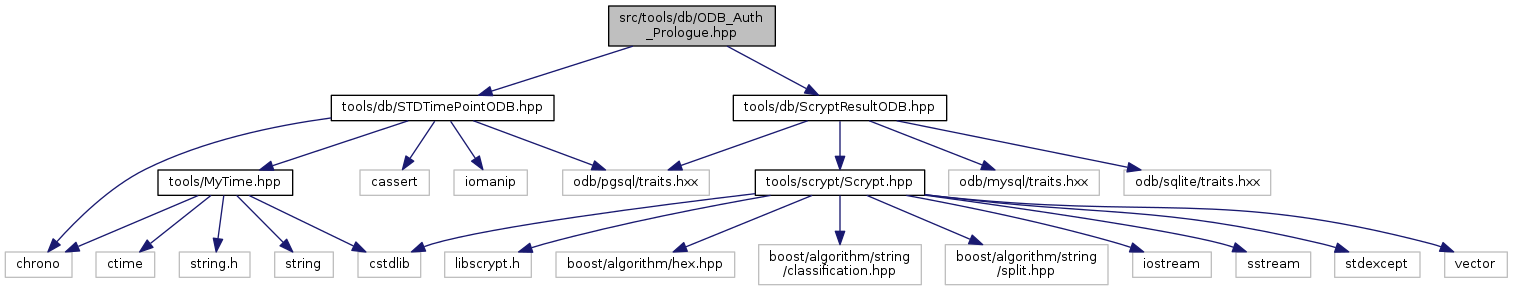 src/tools/db/ODB_Auth
_Prologue.hpp
tools/db/STDTimePointODB.hpp
tools/db/ScryptResultODB.hpp
tools/MyTime.hpp
cassert
iomanip
odb/pgsql/traits.hxx
tools/scrypt/Scrypt.hpp
odb/mysql/traits.hxx
odb/sqlite/traits.hxx
chrono
ctime
string.h
string
cstdlib
libscrypt.h
boost/algorithm/hex.hpp
boost/algorithm/string
/classification.hpp
boost/algorithm/string
/split.hpp
iostream
sstream
stdexcept
vector